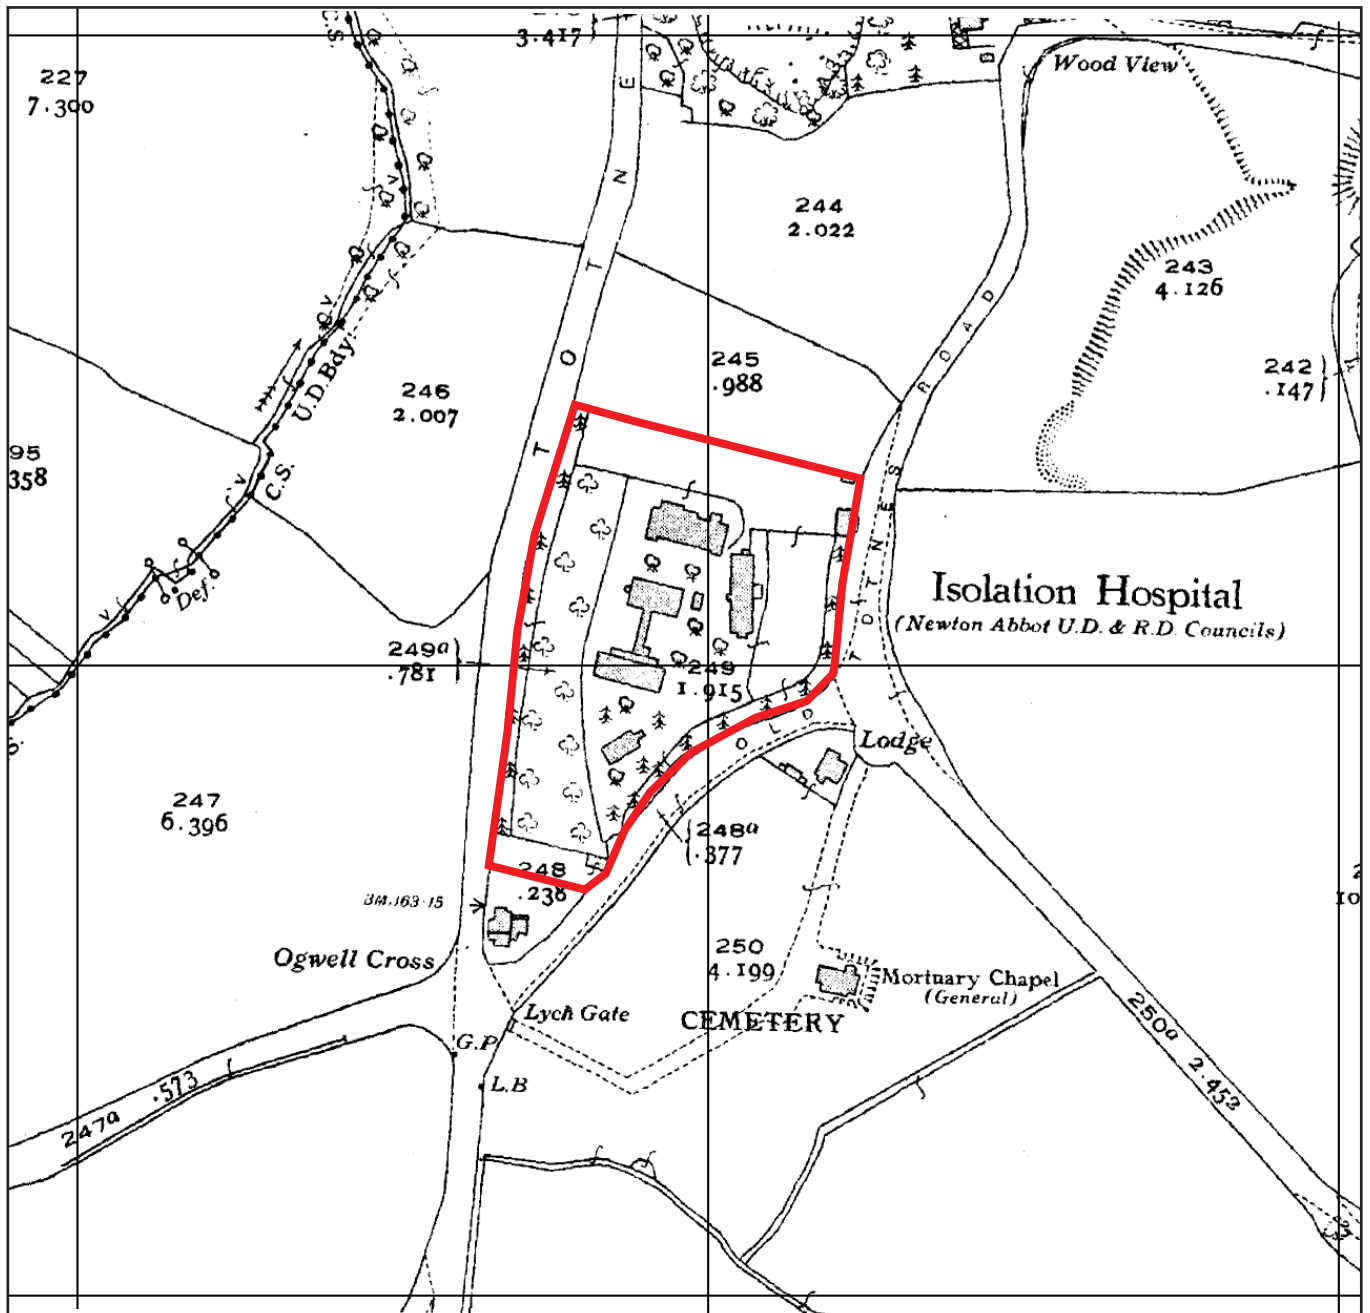 3.417
C.S.
227
7.300
Wood View
TOTNE
244
2.022
243
4.126
OLD TOTNES ROAD
245
.988
242
.147
U.D.Bdy.
246
2.007
95
358
C.S.
Def.
Isolation Hospital
(Newton Abbot U.D. & R.D. Councils)
249a
.781
249
1.915
Lodge
247
6.396
248a
.377
248
.238
B.M.163.15
10
Ogwell Cross
250
4.199
Mortuary Chapel
(General)
Lych Gate
CEMETERY
250a 2.452
G.P
L.B
247a .573